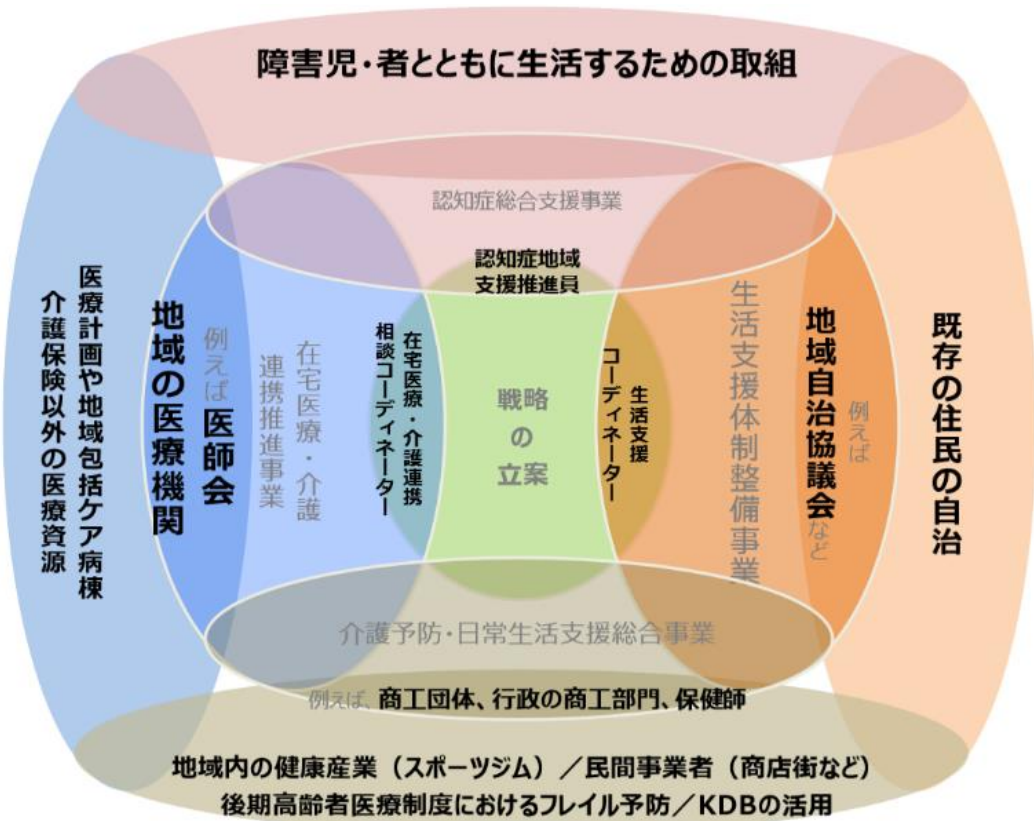 障害児・者とともに生活するための取組
認知症総合支援事業
認知症地域
支援推進員
医療計画や地域包括ケア病棟
介護保険以外の医療資源
地域の医療機関
例えば医師会
在宅医療・介護
連携推進事業
在宅医療・介護連携
相談コーディネーター
戦略
の
立案
生活支援
コーディネーター
生活支援体制整備事業
例えば
地域自治協議会など
既存の住民の自治
介護予防・日常生活支援総合事業
例えば、商工団体、行政の商工部門、保健師
地域内の健康産業（スポーツジム）／民間事業者（商店街など）
後期高齢者医療制度におけるフレイル予防／KDBの活用